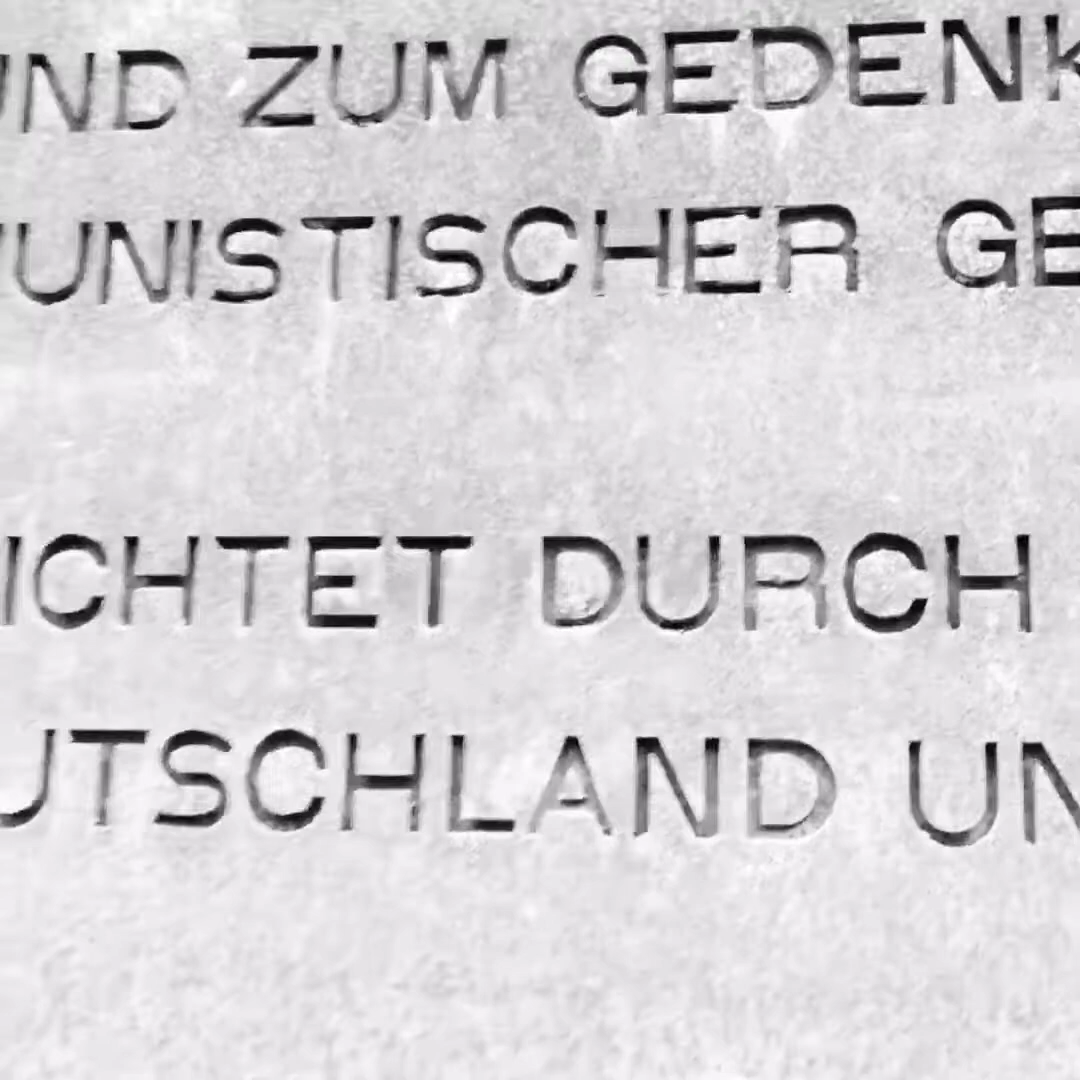 UND ZUM GEDENK
UNISTISCHER GE
ICHTET DURCH
UTSCHLAND UN